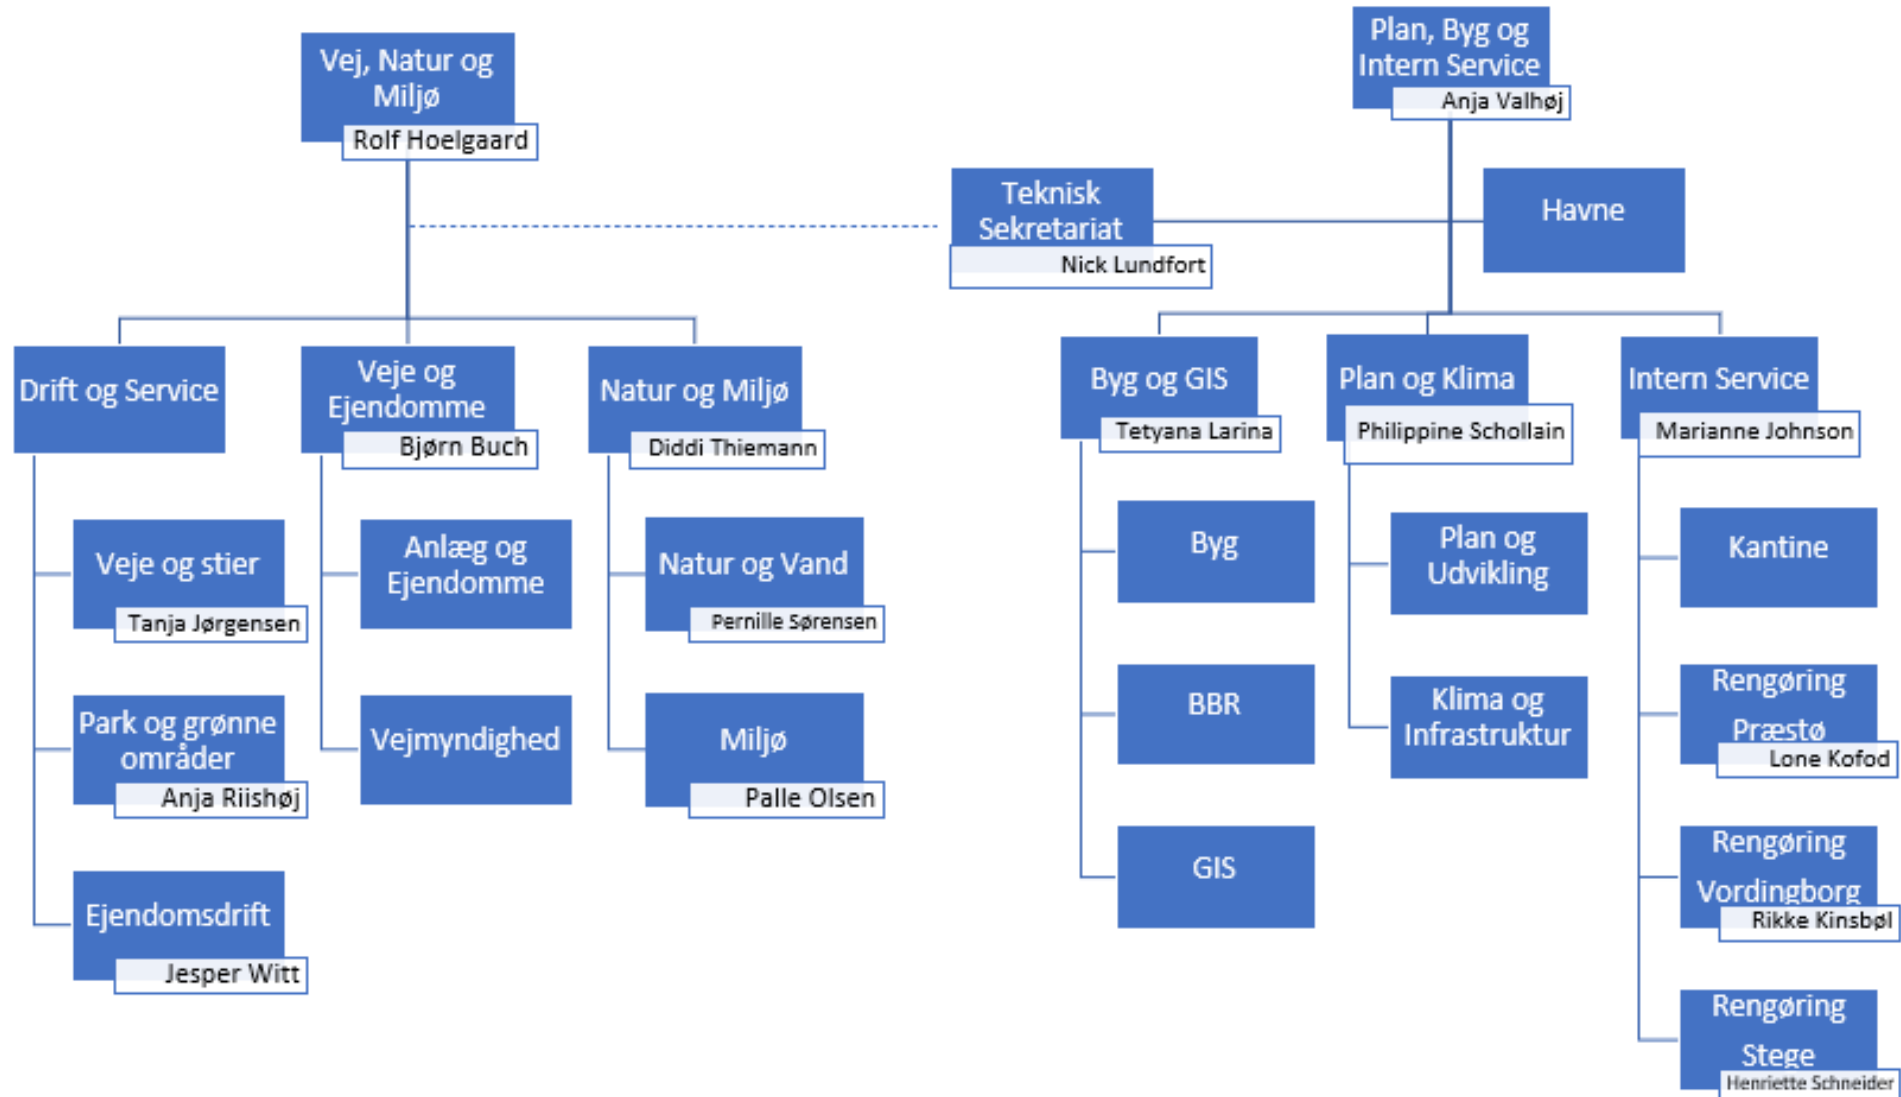 Vej, Natur og
Miljø
Rolf Hoelgaard
Plan, Byg og
Intern Service
Anja Valhøj
Teknisk
Sekretariat
Nick Lundfort
Havne
Drift og Service
Veje og
Ejendomme
Bjørn Buch
Natur og Miljø
Diddi Thiemann
Byg og GIS
Tetyana Larina
Plan og Klima
Philippine Schollain
Intern Service
Marianne Johnson
Veje og stier
Tanja Jørgensen
Park og grønne
områder
Anja Riishøj
Ejendomsdrift
Jesper Witt
Anlæg og
Ejendomme
Vejmyndighed
Natur og Vand
Pernille Sørensen
Miljø
Palle Olsen
Byg
BBR
GIS
Plan og
Udvikling
Klima og
Infrastruktur
Kantine
Rengøring
Præstø
Lone Kofod
Rengøring
Vordingborg
Rikke Kinsbøl
Rengøring
Stege
Henriette Schneider